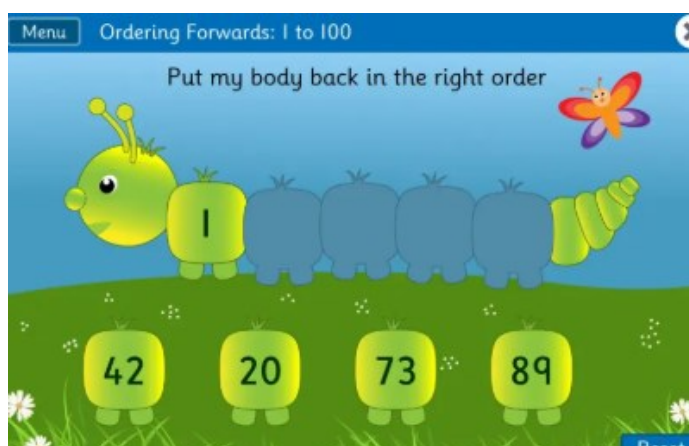 Menu Ordering Forwards: 1 to 100
Put my body back in the right order
1
42 20 73 89